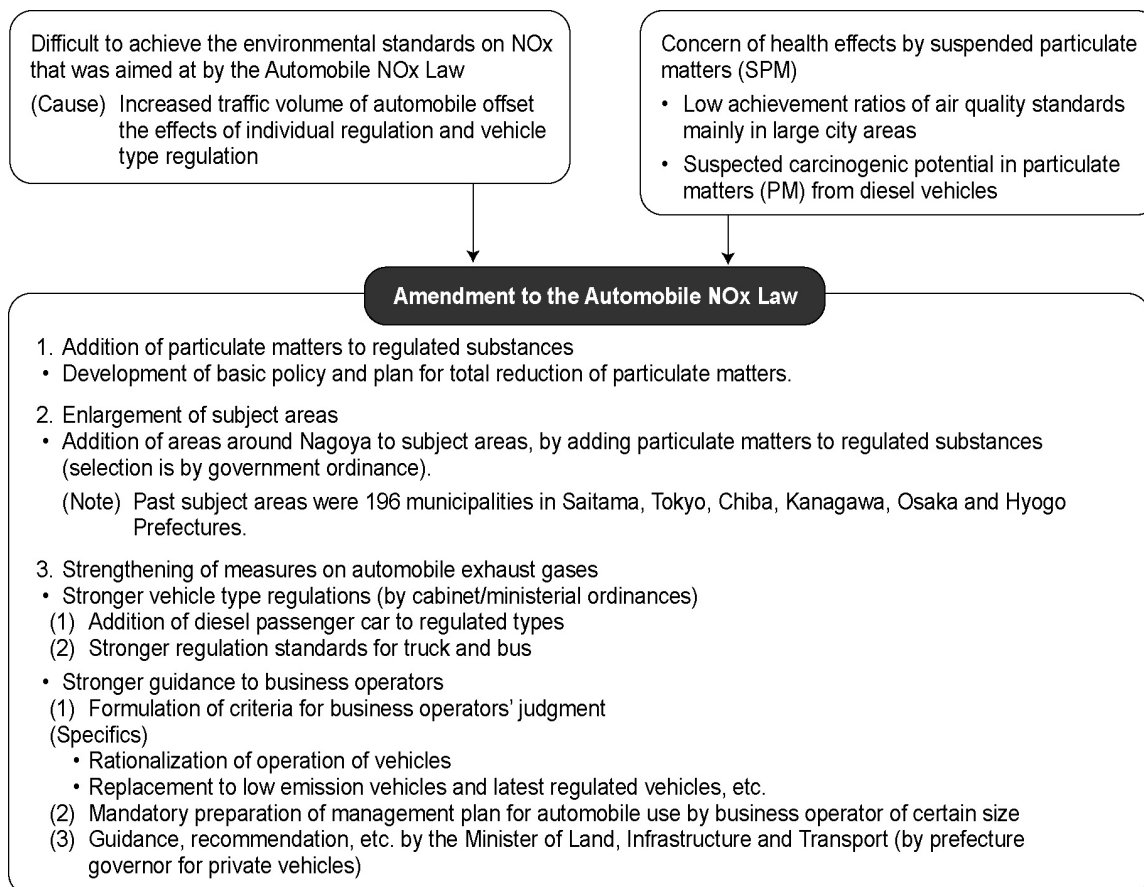 Difficult to achieve the environmental standards on NOx
that was aimed at by the Automobile NOx Law
(Cause) Increased traffic volume of automobile offset
the effects of individual regulation and vehicle
type regulation
Concern of health effects by suspended particulate
matters (SPM)
• Low achievement ratios of air quality standards
mainly in large city areas
• Suspected carcinogenic potential in particulate
matters (PM) from diesel vehicles
Amendment to the Automobile NOx Law
1. Addition of particulate matters to regulated substances
• Development of basic policy and plan for total reduction of particulate matters.
2. Enlargement of subject areas
• Addition of areas around Nagoya to subject areas, by adding particulate matters to regulated substances
(selection is by government ordinance).
(Note) Past subject areas were 196 municipalities in Saitama, Tokyo, Chiba, Kanagawa, Osaka and Hyogo
Prefectures.
3. Strengthening of measures on automobile exhaust gases
• Stronger vehicle type regulations (by cabinet/ministerial ordinances)
(1) Addition of diesel passenger car to regulated types
(2) Stronger regulation standards for truck and bus
• Stronger guidance to business operators
(1) Formulation of criteria for business operators’ judgment
(Specifics)
• Rationalization of operation of vehicles
• Replacement to low emission vehicles and latest regulated vehicles, etc.
(2) Mandatory preparation of management plan for automobile use by business operator of certain size
(3) Guidance, recommendation, etc. by the Minister of Land, Infrastructure and Transport (by prefecture
governor for private vehicles)